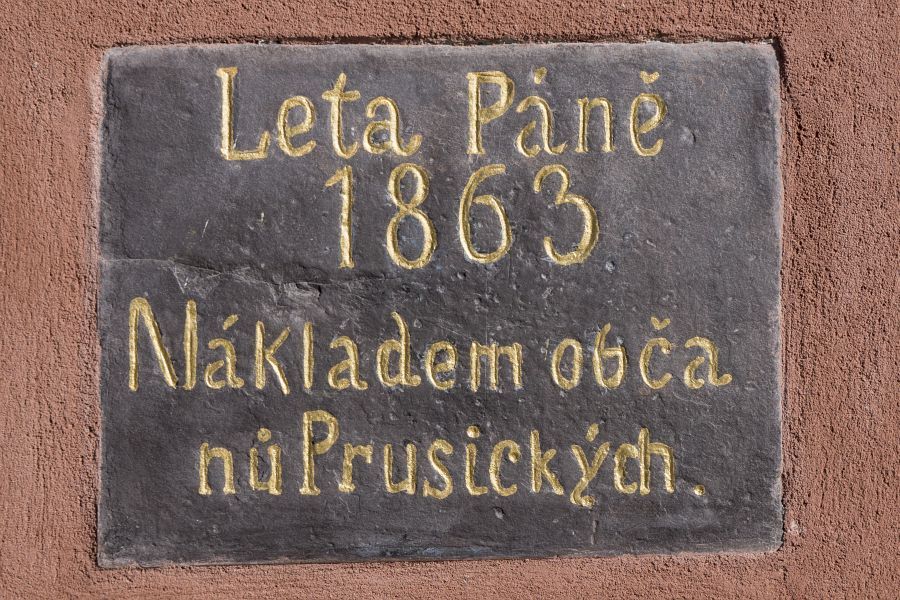 Leta Páně
1863
Nákladem obča
nů Prusických.